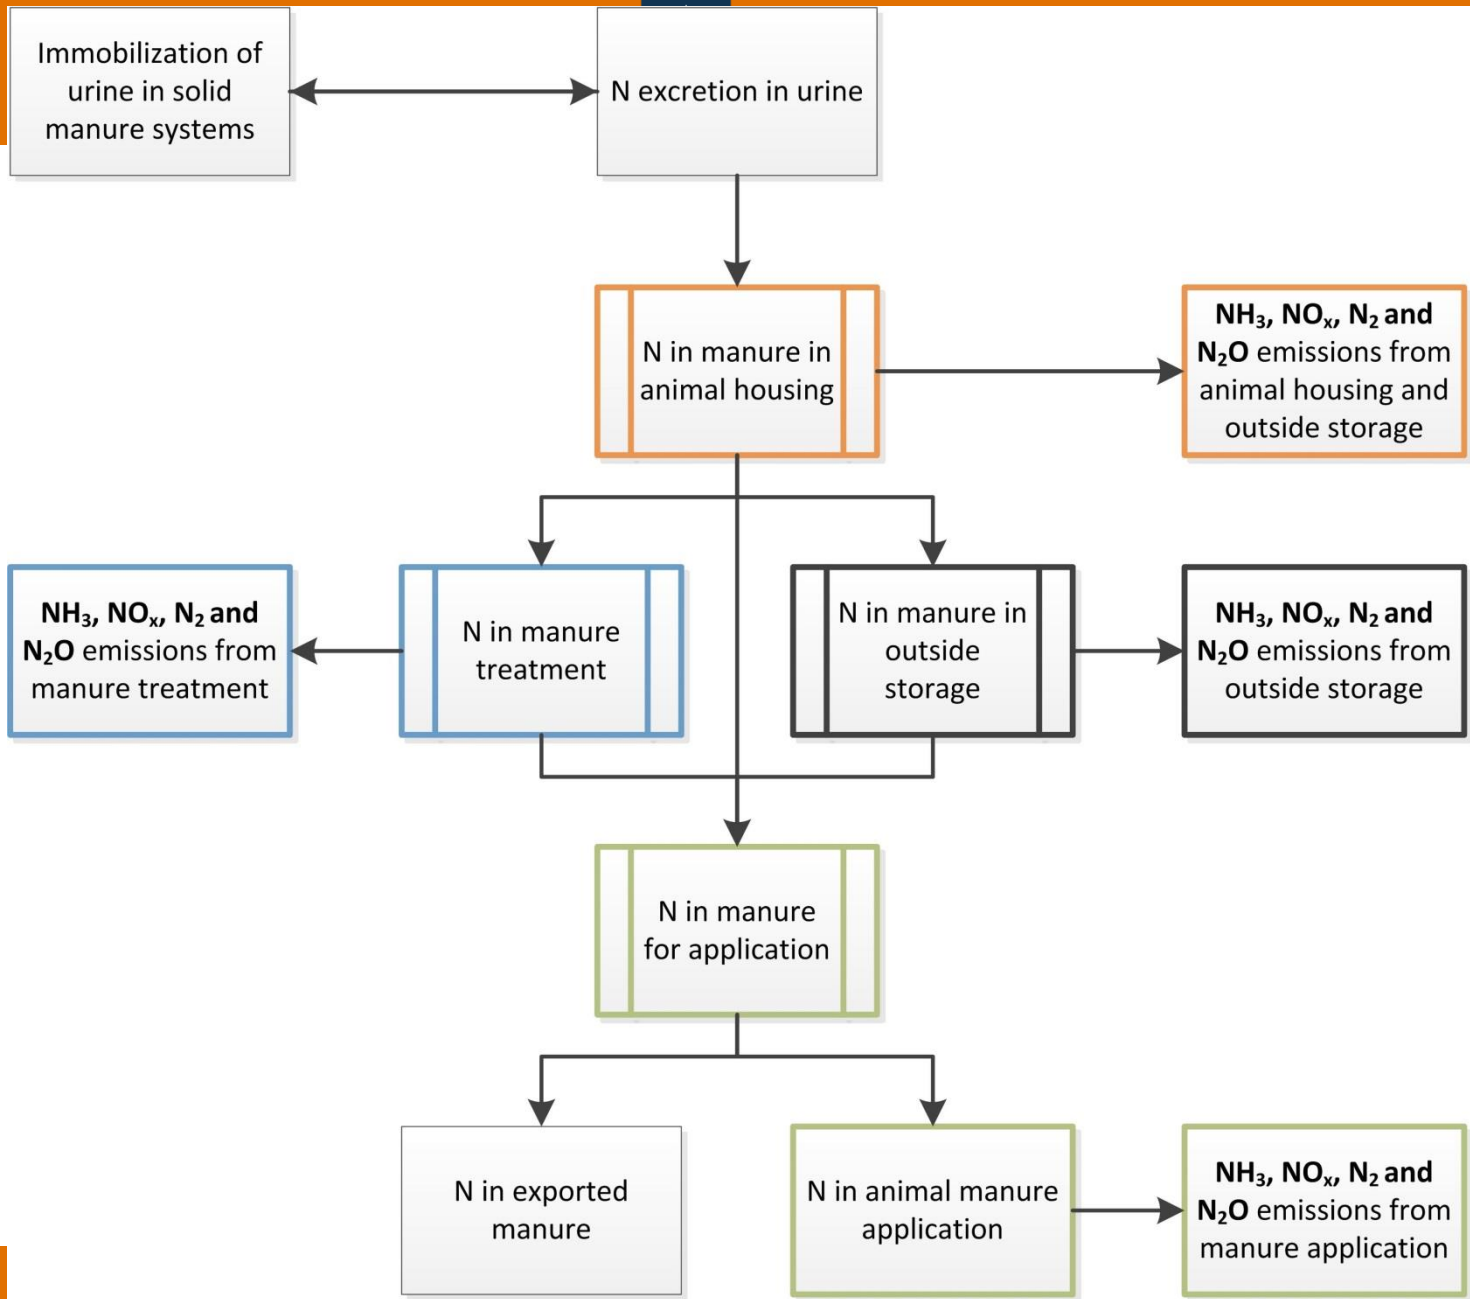 Immobilization of
urine in solid
manure systems
N excretion in urine
N in manure in
animal housing
NH₃, NOₓ, N₂ and
N₂O emissions from
animal housing and
outside storage
NH₃, NOₓ, N₂ and
N₂O emissions from
manure treatment
N in manure
treatment
N in manure in
outside
storage
NH₃, NOₓ, N₂ and
N₂O emissions from
outside storage
N in manure
for application
N in exported
manure
N in animal manure
application
NH₃, NOₓ, N₂ and
N₂O emissions from
manure application